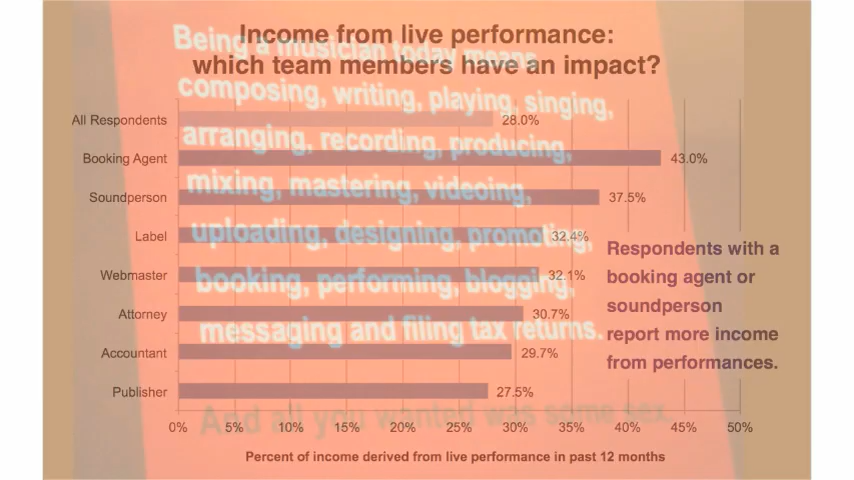 Income from live performance:
which team members have an impact?
Being a musician today means
composing, writing, playing, singing,
arranging, recording, producing,
mixing, mastering, videoing,
uploading, designing, promoting,
booking, performing, blogging,
messaging and filing tax returns.
And all you wanted was some sex.
All Respondents 28.0%
Booking Agent 43.0%
Soundperson 37.5%
Label 32.4%
Webmaster 32.1%
Attorney 30.7%
Accountant 29.7%
Publisher 27.5%
Respondents with a
booking agent or
soundperson
report more income
from performances.
0% 5% 10% 15% 20% 25% 30% 35% 40% 45% 50%
Percent of income derived from live performance in past 12 months